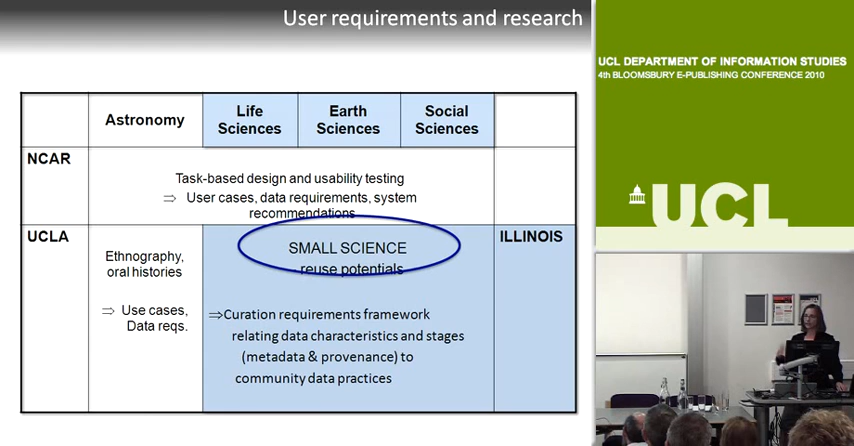 User requirements and research
UCL DEPARTMENT OF INFORMATION STUDIES
4TH BLOOMSBURY E-PUBLISHING CONFERENCE 2010
UCL
Astronomy
Life
Sciences
Earth
Sciences
Social
Sciences
NCAR
Task-based design and usability testing
⇒ User cases, data requirements, system
recommendations
UCLA
Ethnography,
oral histories
⇒ Use cases,
Data reqs.
SMALL SCIENCE
reuse potentials
⇒Curation requirements framework
relating data characteristics and stages
(metadata & provenance) to
community data practices
ILLINOIS